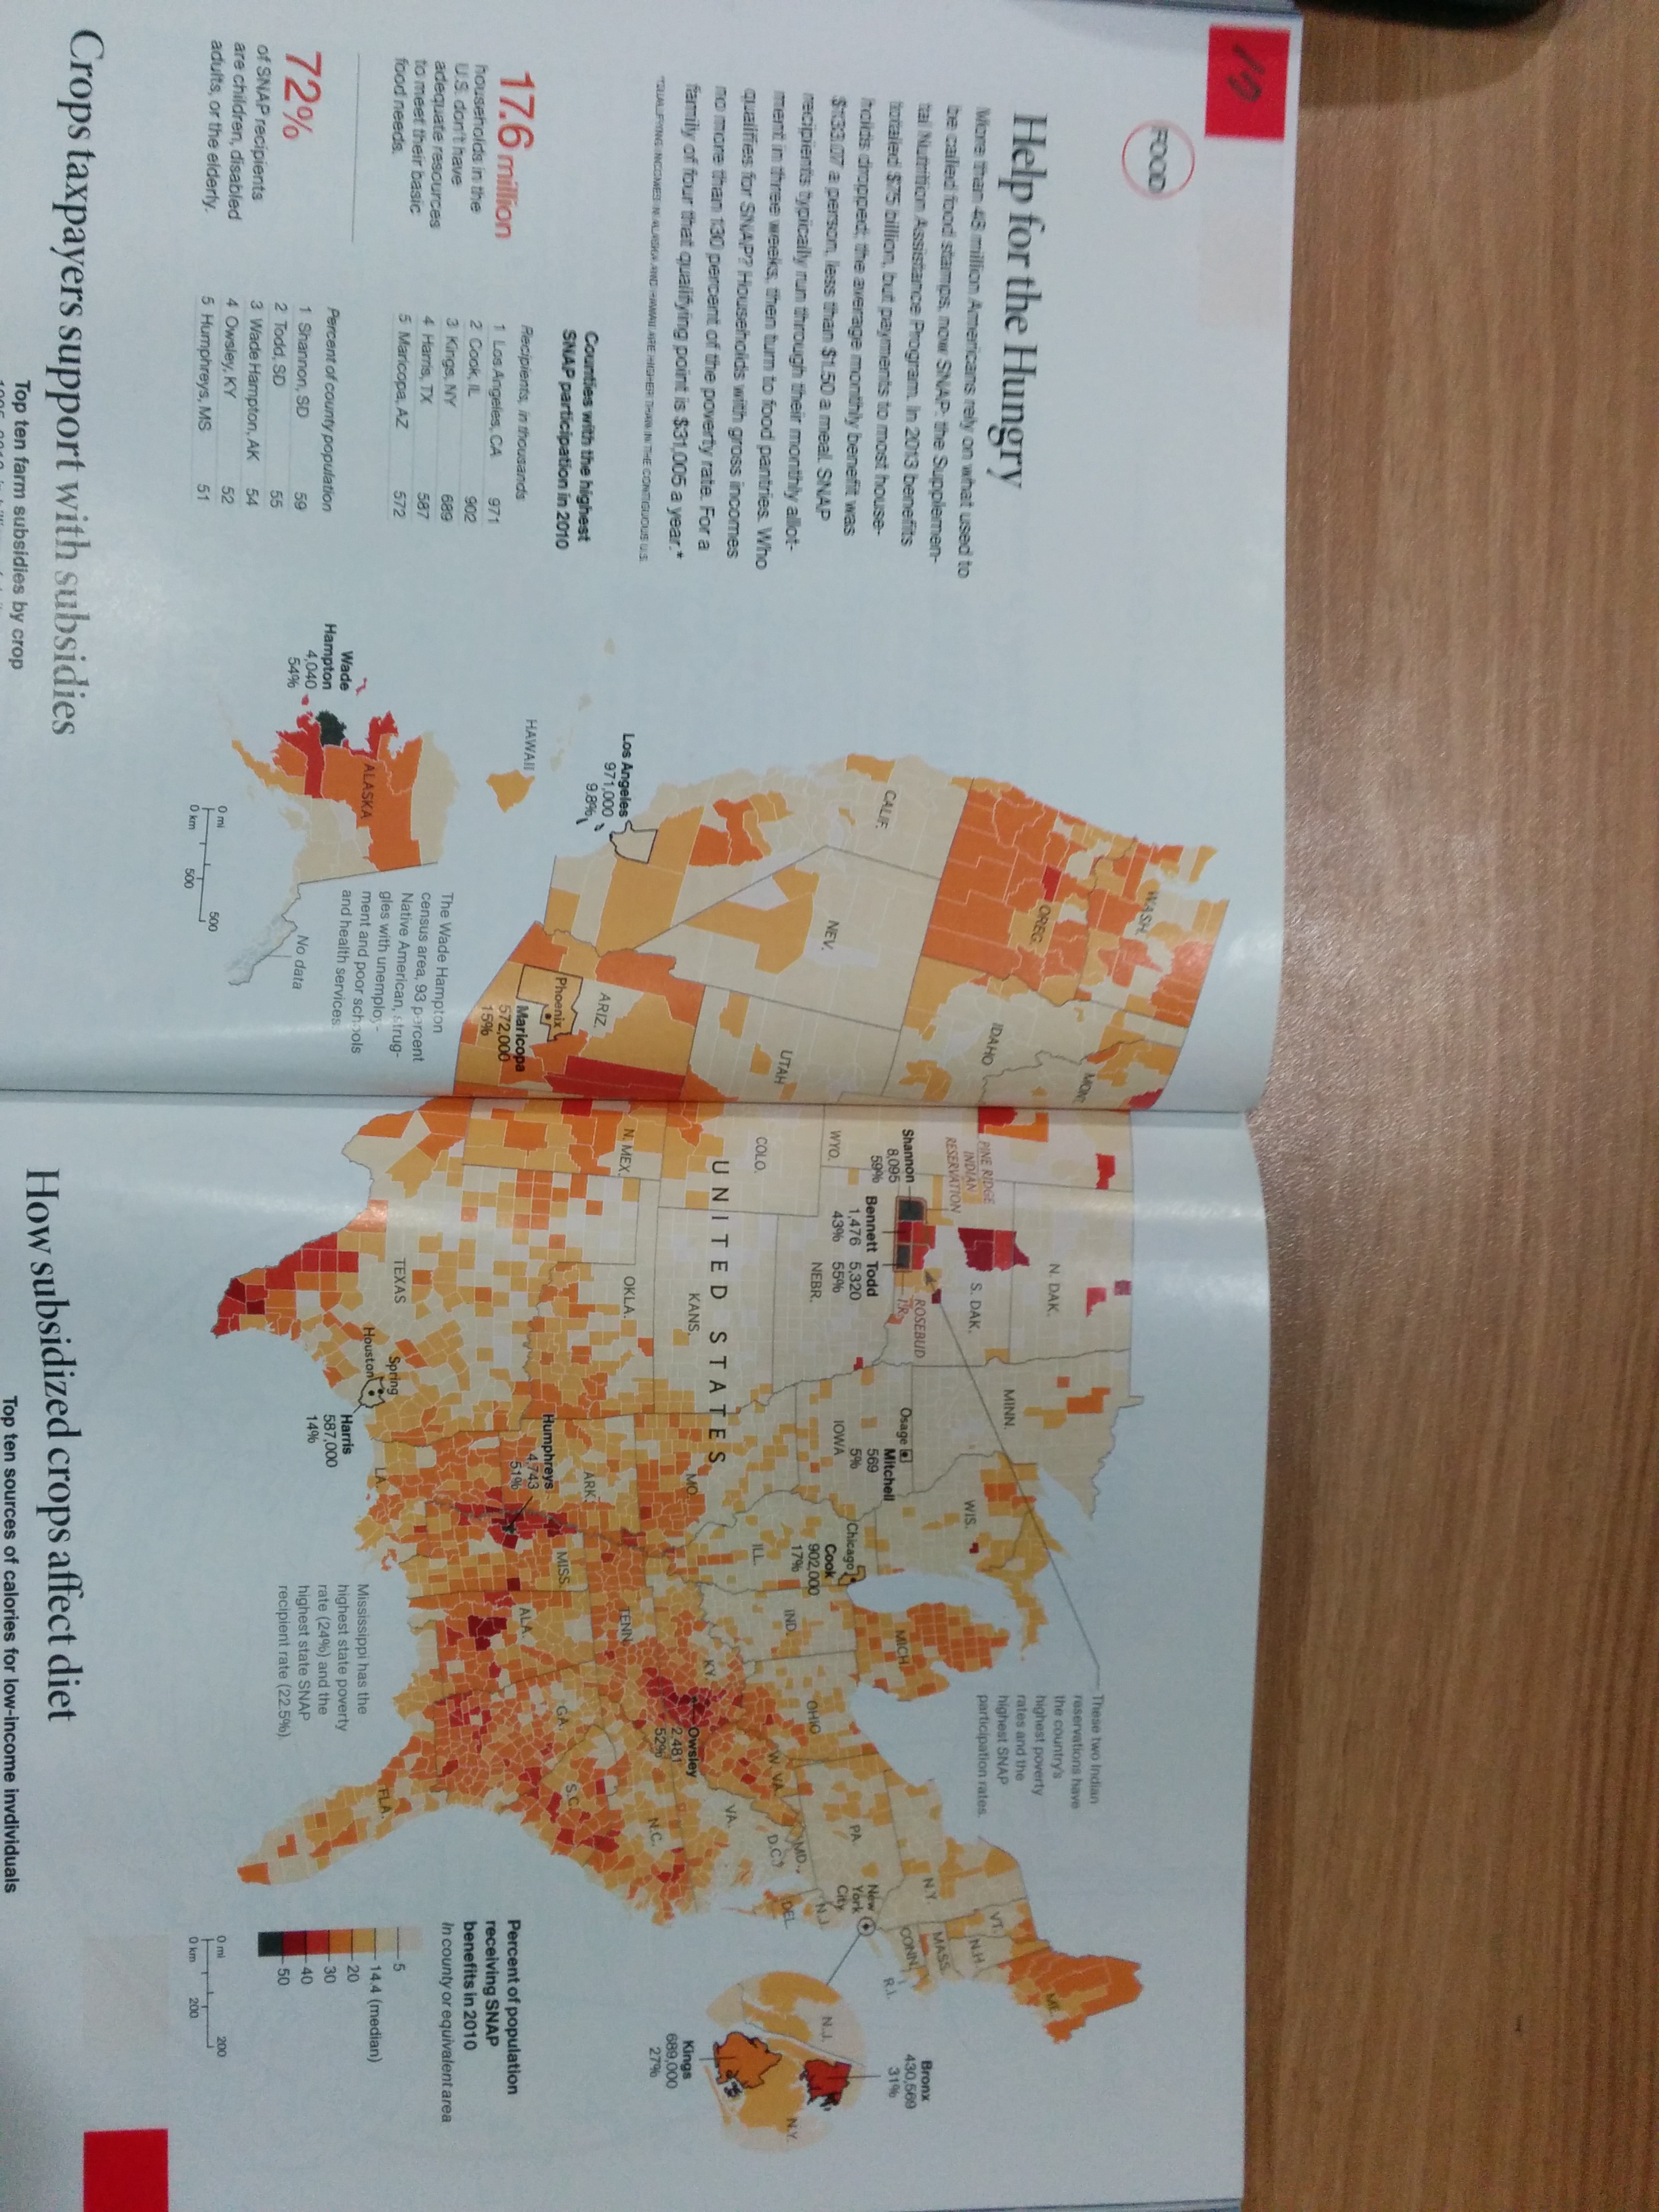 FOOD
Help for the Hungry
More than 48 million Americans rely on what used to
be called food stamps, now SNAP: the Supplemen-
tal Nutrition Assistance Program. In 2013 benefits
totaled $75 billion, but payments to most house-
holds dropped; the average monthly benefit was
$133.07 a person, less than $1.50 a meal. SNAP
recipients typically run through their monthly allot-
ment in three weeks, then turn to food pantries. Who
qualifies for SNAP? Households with gross incomes
no more than 130 percent of the poverty rate. For a
family of four that qualifying point is $31,005 a year.*
*QUALIFYING INCOMES IN ALASKA AND HAWAII ARE HIGHER THAN IN THE CONTIGUOUS U.S.
17.6 million
households in the
U.S. don't have
adequate resources
to meet their basic
food needs.
72%
of SNAP recipients
are children, disabled
adults, or the elderly.
Counties with the highest
SNAP participation in 2010
Recipients, in thousands
1 Los Angeles, CA 971
2 Cook, IL 902
3 Kings, NY 689
4 Harris, TX 587
5 Maricopa, AZ 572
Percent of county population
1 Shannon, SD 59
2 Todd, SD 55
3 Wade Hampton, AK 54
4 Owsley, KY 52
5 Humphreys, MS 51
WASH.
OREG.
CALIF.
NEV.
IDAHO
MONT.
UTAH
ARIZ.
Phoenix
Maricopa
572,000
15%
Los Angeles
971,000
9.8%
HAWAII
Wade
Hampton
4,040
54%
ALASKA
0 mi 500
0 km 500
No data
The Wade Hampton
census area, 93 percent
Native American, strug-
gles with unemploy-
ment and poor schools
and health services.
UNITED STATES
PINE RIDGE
INDIAN
RESERVATION
Shannon
8,095
59%
Bennett
1,476
43%
Todd
5,320
55%
ROSEBUD
I.R.
N. DAK.
S. DAK.
WYO.
NEBR.
COLO.
KANS.
N. MEX.
OKLA.
TEXAS
Spring
Houston
Harris
587,000
14%
MINN.
Osage
Mitchell
569
5%
IOWA
WIS.
Chicago
Cook
902,000
17%
MO.
ILL.
IND.
MICH.
OHIO
KY.
TENN.
ARK.
Humphreys
4,743
51%
LA.
MISS.
ALA.
GA.
FLA.
S.C.
N.C.
Owsley
2,481
52%
W. VA.
VA.
MD.
D.C.
DEL.
PA.
N.J.
New
York
City
N.Y.
CONN.
R.I.
MASS.
VT.
N.H.
ME.
These two Indian
reservations have
the country's
highest poverty
rates and the
highest SNAP
participation rates.
Mississippi has the
highest state poverty
rate (24%) and the
highest state SNAP
recipient rate (22.5%).
Bronx
430,569
31%
N.J.
N.Y.
Kings
689,000
27%
Percent of population
receiving SNAP
benefits in 2010
In county or equivalent area
5
14.4 (median)
20
30
40
50
0 mi 200
0 km 200
Crops taxpayers support with subsidies
Top ten farm subsidies by crop
How subsidized crops affect diet
Top ten sources of calories for low-income invdividuals